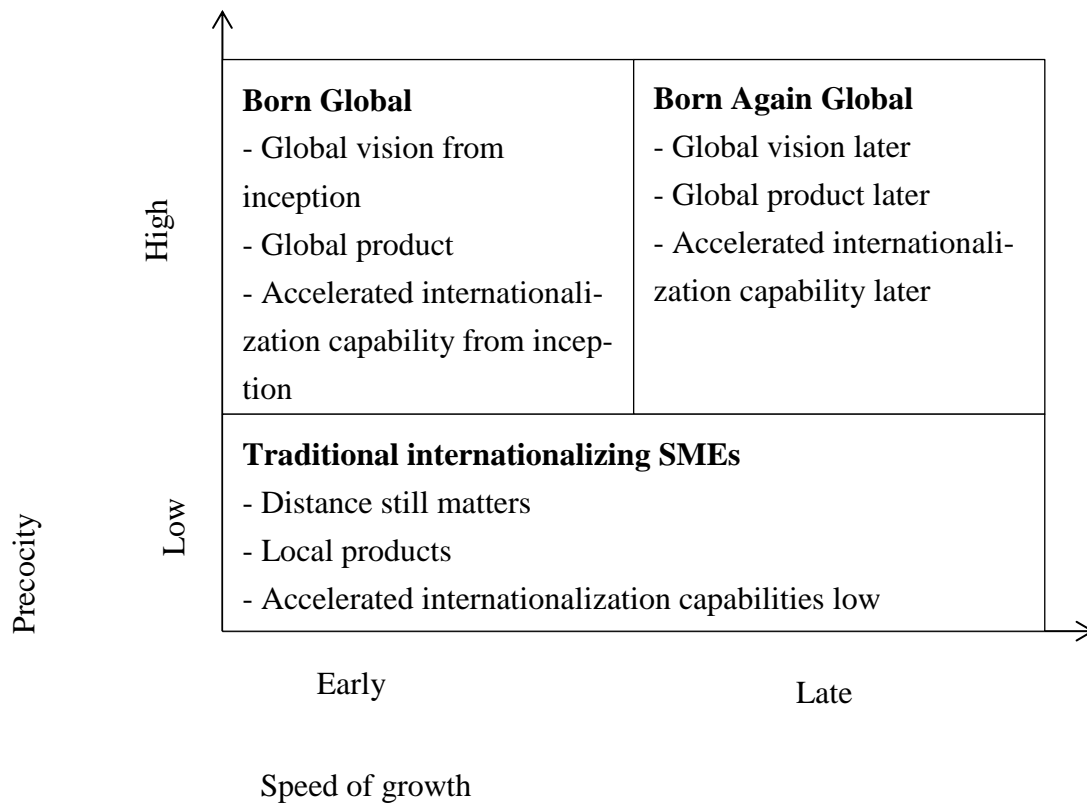 Born Global
- Global vision from
inception
- Global product
- Accelerated internationali-
zation capability from incep-
tion
Born Again Global
- Global vision later
- Global product later
- Accelerated internationali-
zation capability later
High
Traditional internationalizing SMEs
- Distance still matters
- Local products
- Accelerated internationalization capabilities low
Low
Precocity
Early
Late
Speed of growth